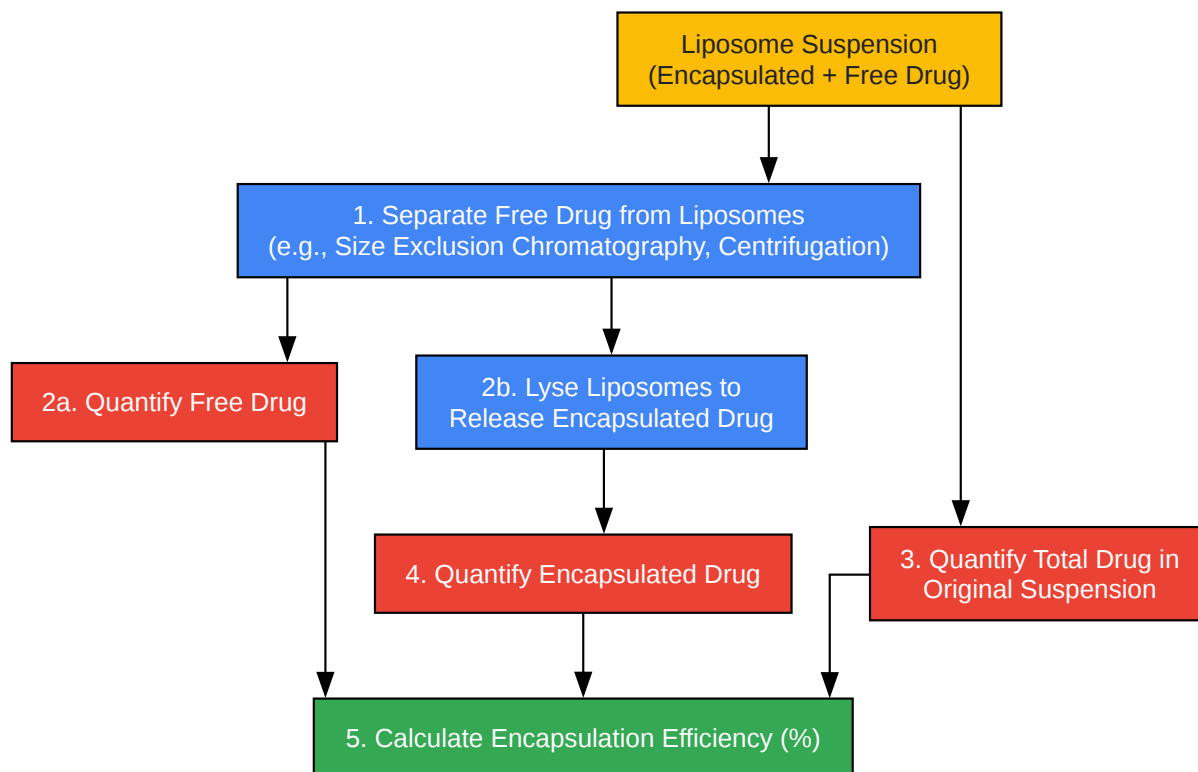 Liposome Suspension
(Encapsulated + Free Drug)
1. Separate Free Drug from Liposomes
(e.g., Size Exclusion Chromatography, Centrifugation)
2a. Quantify Free Drug
2b. Lyse Liposomes to
Release Encapsulated Drug
3. Quantify Total Drug in
Original Suspension
4. Quantify Encapsulated Drug
5. Calculate Encapsulation Efficiency (%)